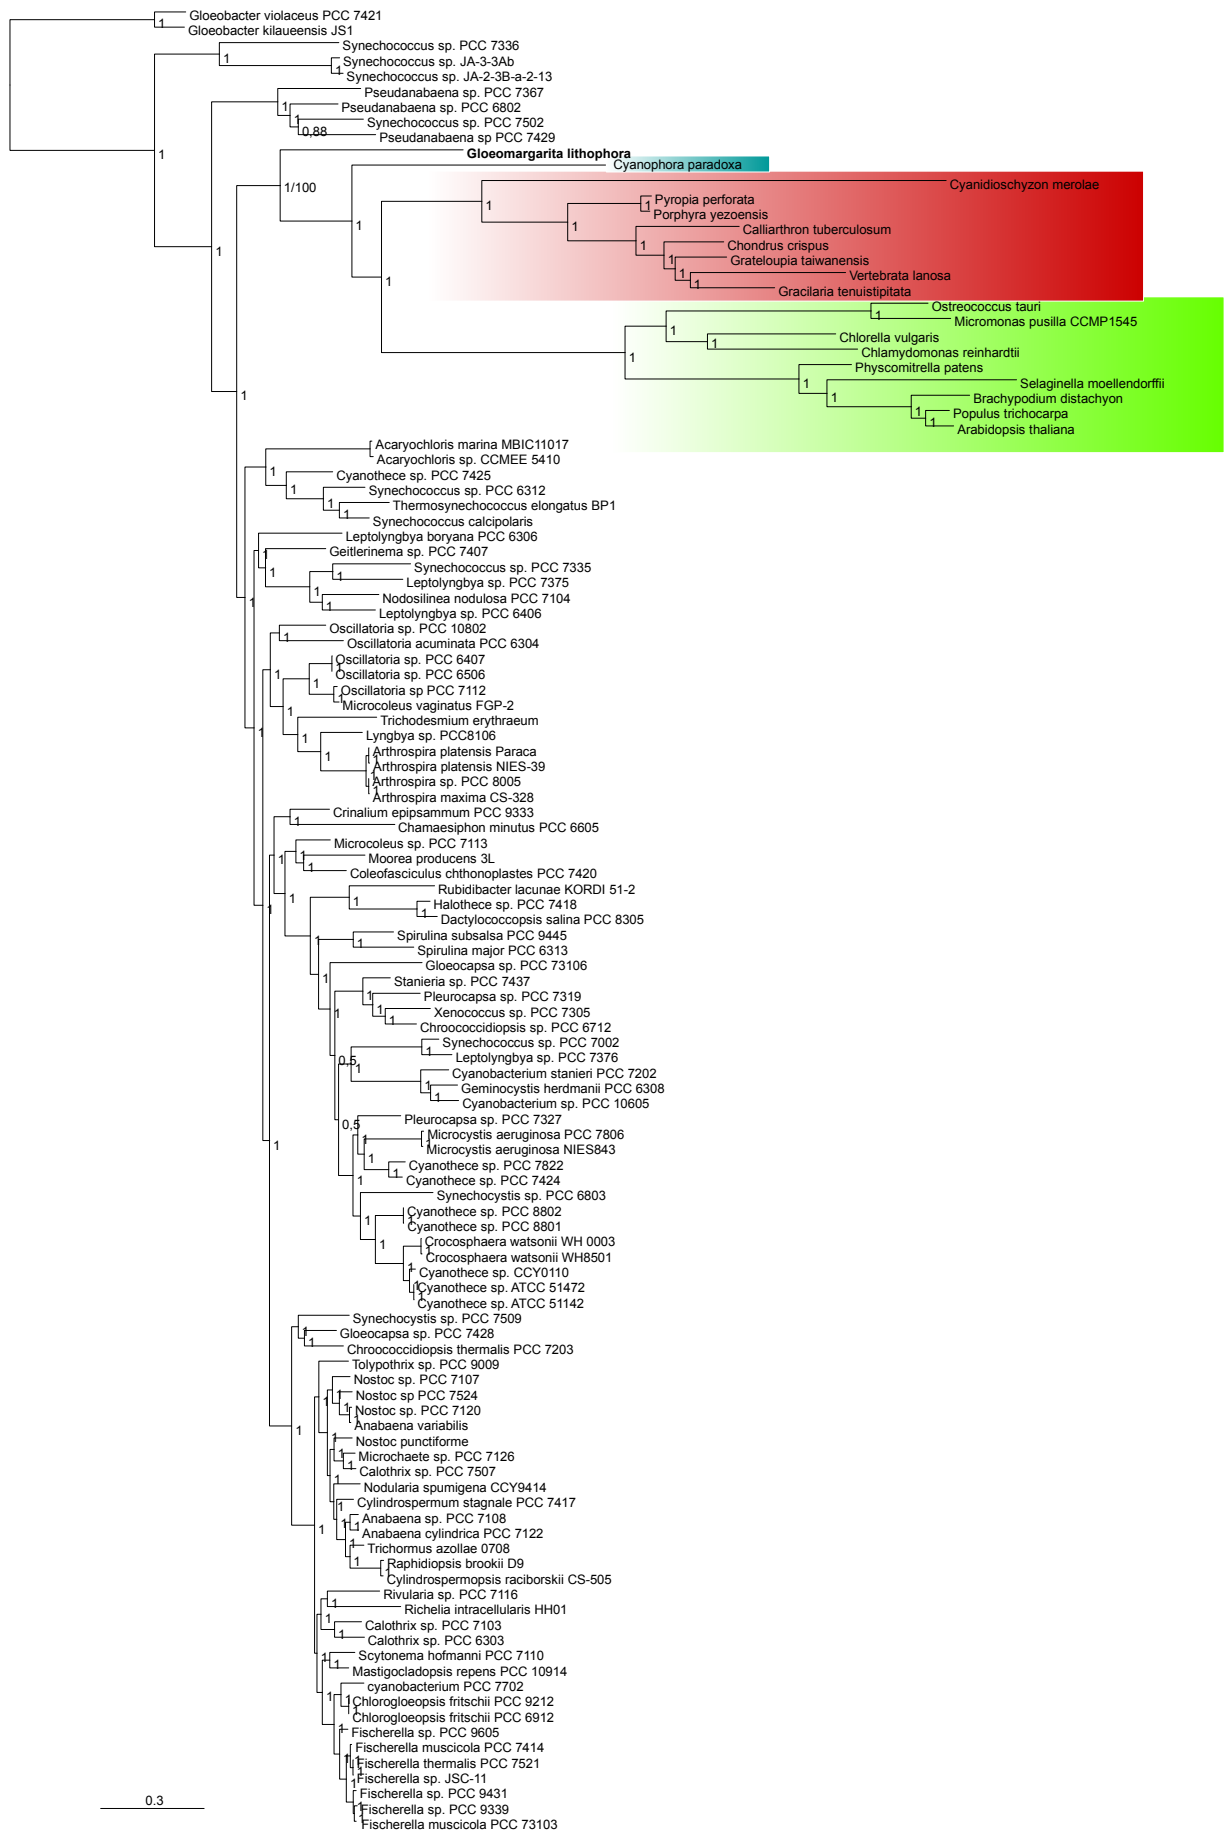 Gloeobacter violaceus PCC 7421
1
Gloeobacter kilaueensis JS1
Synechococcus sp. PCC 7336
1
Synechococcus sp. JA-3-3Ab
1
Synechococcus sp. JA-2-3B-a-2-13
Pseudanabaena sp. PCC 7367
1
Pseudanabaena sp. PCC 6802
1
Synechococcus sp. PCC 7502
0,88
Pseudanabaena sp PCC 7429
1
Gloeomargarita lithophora
Cyanophora paradoxa
1/100
Cyanidioschyzon merolae
1
Pyropia perforata
1
Porphyra yezoensis
1
Calliarthron tuberculosum
1
1
Chondrus crispus
1
1
Grateloupia taiwanensis
1
Vertebrata lanosa
1
1
Gracilaria tenuistipitata
Ostreococcus tauri
1
Micromonas pusilla CCMP1545
1
Chlorella vulgaris
1
Chlamydomonas reinhardtii
1
Physcomitrella patens
1
Selaginella moellendorffii
1
1
Brachypodium distachyon
1
Populus trichocarpa
1
Arabidopsis thaliana
Acaryochloris marina MBIC11017
Acaryochloris sp. CCMEE 5410
1
Cyanothece sp. PCC 7425
1
Synechococcus sp. PCC 6312
1
Thermosynechococcus elongatus BP1
1
Synechococcus calcipolaris
Leptolyngbya boryana PCC 6306
1
Geitlerinema sp. PCC 7407
Synechococcus sp. PCC 7335
1
Leptolyngbya sp. PCC 7375
1
1
Nodosilinea nodulosa PCC 7104
1
1
Leptolyngbya sp. PCC 6406
Oscillatoria sp. PCC 10802
1
Oscillatoria acuminata PCC 6304
Oscillatoria sp. PCC 6407
1
1
Oscillatoria sp. PCC 6506
1
Oscillatoria sp PCC 7112
1
Microcoleus vaginatus FGP-2
1
Trichodesmium erythraeum
1
1
Lyngbya sp. PCC8106
1
Arthrospira platensis Paraca
1
Arthrospira platensis NIES-39
1
Arthrospira sp. PCC 8005
1
Arthrospira maxima CS-328
Crinalium epipsammum PCC 9333
1
Chamaesiphon minutus PCC 6605
Microcoleus sp. PCC 7113
1
1
Moorea producens 3L
1
Coleofasciculus chthonoplastes PCC 7420
Rubidibacter lacunae KORDI 51-2
1
1
Halothece sp. PCC 7418
1
1
Dactylococcopsis salina PCC 8305
Spirulina subsalsa PCC 9445
1
1
Spirulina major PCC 6313
Gloeocapsa sp. PCC 73106
1
Stanieria sp. PCC 7437
1
Pleurocapsa sp. PCC 7319
1
1
Xenococcus sp. PCC 7305
1
Chroococcidiopsis sp. PCC 6712
Synechococcus sp. PCC 7002
1
Leptolyngbya sp. PCC 7376
0,5
1
Cyanobacterium stanieri PCC 7202
1
Geminocystis herdmanii PCC 6308
1
Cyanobacterium sp. PCC 10605
Pleurocapsa sp. PCC 7327
0,5
Microcystis aeruginosa PCC 7806
1
1
1
Microcystis aeruginosa NIES843
1
Cyanothece sp. PCC 7822
1
1
Cyanothece sp. PCC 7424
Synechocystis sp. PCC 6803
Cyanothece sp. PCC 8802
1
1
Cyanothece sp. PCC 8801
1
Crocosphaera watsonii WH 0003
1
Crocosphaera watsonii WH8501
Cyanothece sp. CCY0110
1
Cyanothece sp. ATCC 51472
1
Cyanothece sp. ATCC 51142
Synechocystis sp. PCC 7509
1
Gloeocapsa sp. PCC 7428
1
Chroococcidiopsis thermalis PCC 7203
Tolypothrix sp. PCC 9009
Nostoc sp. PCC 7107
Nostoc sp PCC 7524
1
1
Nostoc sp. PCC 7120
1
Anabaena variabilis
1
Nostoc punctiforme
1
Microchaete sp. PCC 7126
1
Calothrix sp. PCC 7507
1
Nodularia spumigena CCY9414
Cylindrospermum stagnale PCC 7417
1
Anabaena sp. PCC 7108
1
1
Anabaena cylindrica PCC 7122
1
Trichormus azollae 0708
1
Raphidiopsis brookii D9
1
Cylindrospermopsis raciborskii CS-505
Rivularia sp. PCC 7116
1
Richelia intracellularis HH01
1
Calothrix sp. PCC 7103
1
Calothrix sp. PCC 6303
Scytonema hofmanni PCC 7110
1
1
Mastigocladopsis repens PCC 10914
cyanobacterium PCC 7702
1
1
Chlorogloeopsis fritschii PCC 9212
1
Chlorogloeopsis fritschii PCC 6912
1
Fischerella sp. PCC 9605
Fischerella muscicola PCC 7414
1
1
Fischerella thermalis PCC 7521
1
Fischerella sp. JSC-11
1
Fischerella sp. PCC 9431
0.3
Fischerella sp. PCC 9339
1
Fischerella muscicola PCC 73103